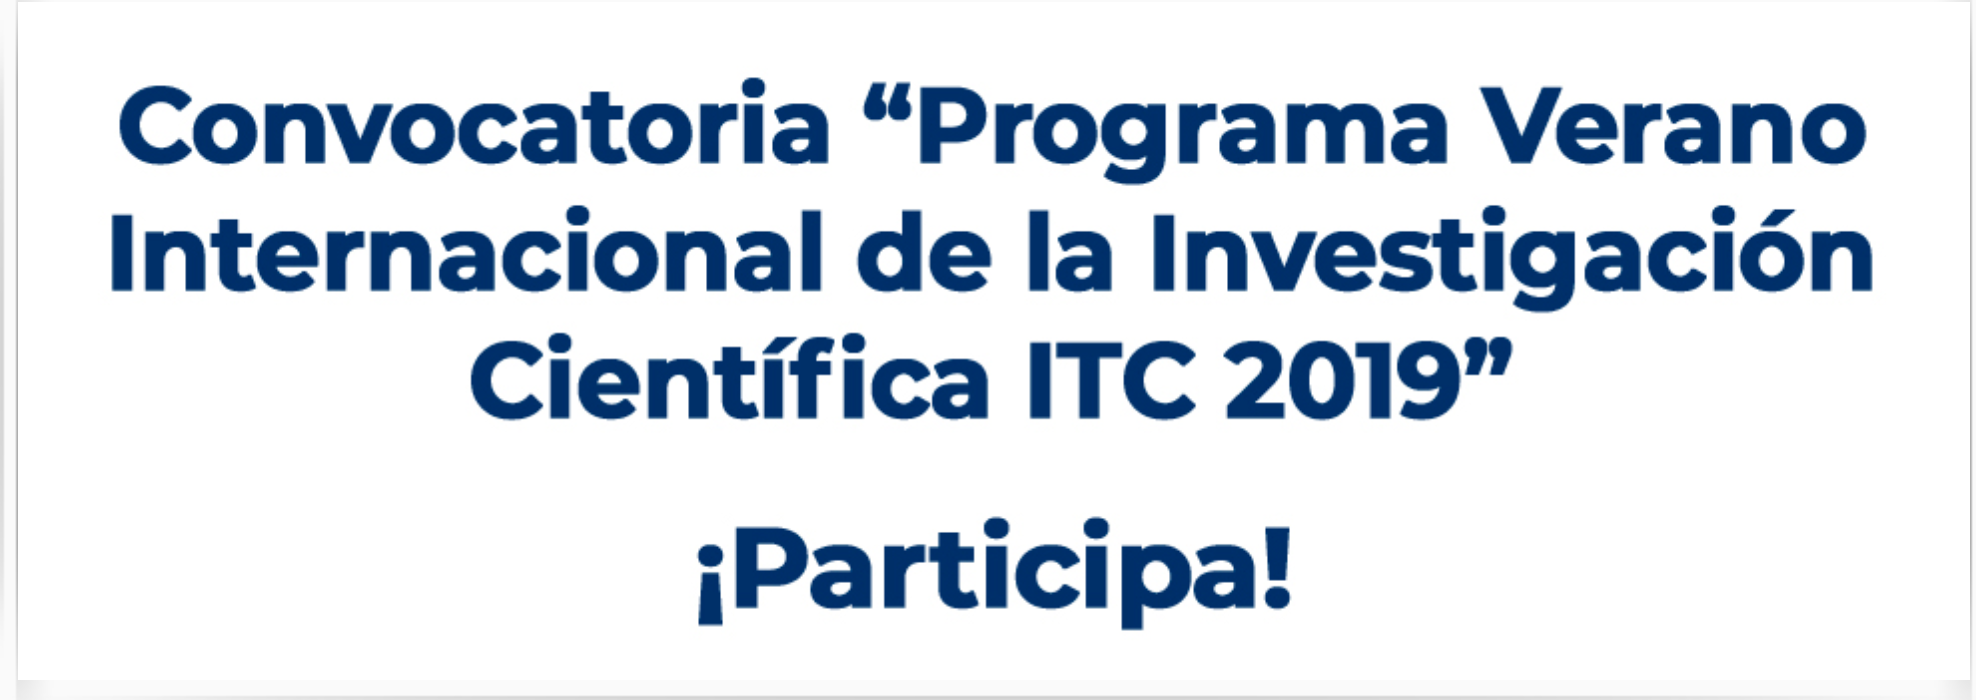 Convocatoria “Programa Verano
Internacional de la Investigación
Científica ITC 2019”
¡Participa!